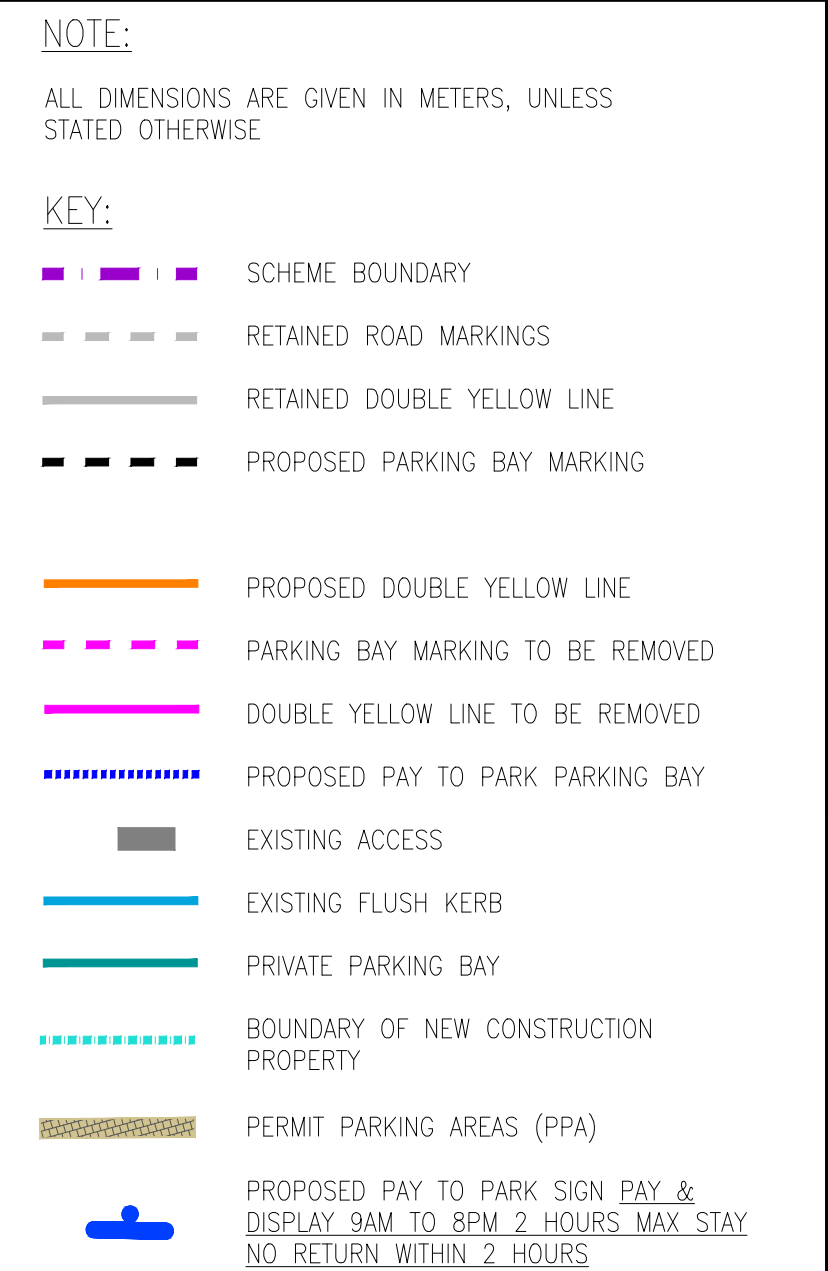 NOTE:
ALL DIMENSIONS ARE GIVEN IN METERS, UNLESS
STATED OTHERWISE
KEY:
SCHEME BOUNDARY
RETAINED ROAD MARKINGS
RETAINED DOUBLE YELLOW LINE
PROPOSED PARKING BAY MARKING
PROPOSED DOUBLE YELLOW LINE
PARKING BAY MARKING TO BE REMOVED
DOUBLE YELLOW LINE TO BE REMOVED
PROPOSED PAY TO PARK PARKING BAY
EXISTING ACCESS
EXISTING FLUSH KERB
PRIVATE PARKING BAY
BOUNDARY OF NEW CONSTRUCTION
PROPERTY
PERMIT PARKING AREAS (PPA)
PROPOSED PAY TO PARK SIGN PAY &
DISPLAY 9AM TO 8PM 2 HOURS MAX STAY
NO RETURN WITHIN 2 HOURS